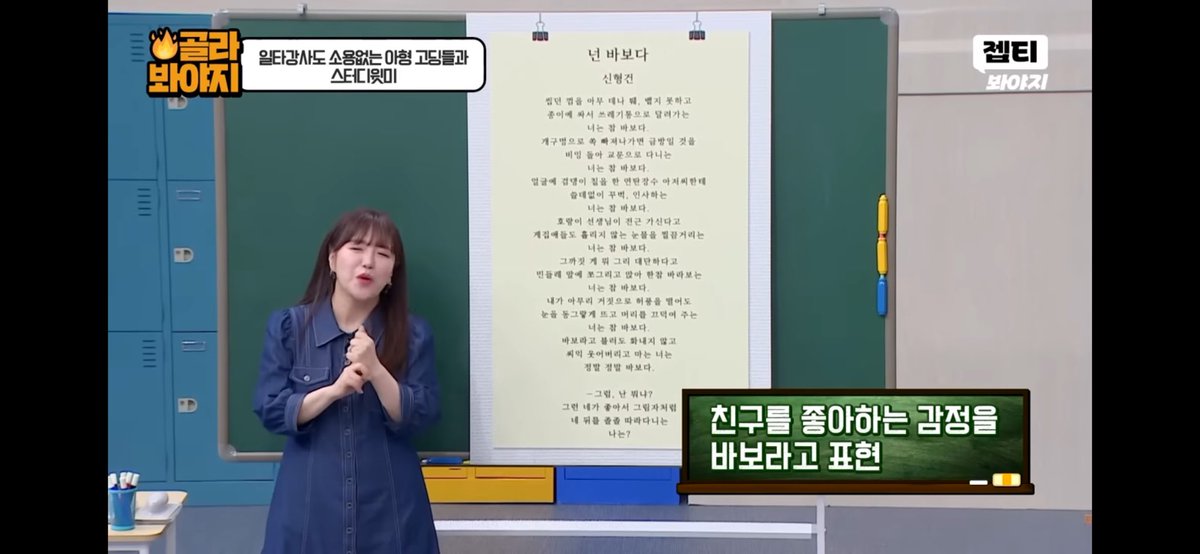 골라
봐야지
일타강사도 소용없는 아형 고딩들과
스터디윗미
젭티
봐야지
넌 바보다
신형건
씹던 껌을 아무 데나 퉤, 뱉지 못하고
종이에 싸서 쓰레기통으로 달려가는
너는 참 바보다.
개구멍으로 쏙 빠져나가면 금방일 것을
비잉 돌아 교문으로 다니는
너는 참 바보다.
얼굴에 검댕이 칠을 한 연탄장수 아저씨한테
쓸데없이 꾸벅, 인사하는
너는 참 바보다.
호랑이 선생님이 전근 가신다고
계집애들도 흘리지 않는 눈물을 찔끔거리는
너는 참 바보다.
그까짓 게 뭐 그리 대단하다고
민들레 앞에 쪼그리고 앉아 한참 바라보는
너는 참 바보다.
내가 아무리 거짓으로 허풍을 떨어도
눈을 동그랗게 뜨고 머리를 끄덕여 주는
너는 참 바보다.
바보라고 불러도 화내지 않고
씨익 웃어버리고 마는 너는
정말 정말 바보다.
—그럼, 난 뭐냐?
그런 네가 좋아서 그림자처럼
네 뒤를 졸졸 따라다니는
나는?
친구를 좋아하는 감정을
바보라고 표현